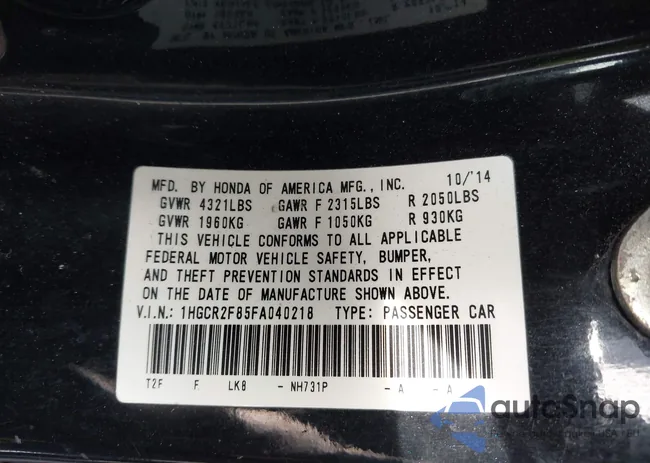 MFD. BY HONDA OF AMERICA MFG., INC. 10/'14
GVWR 4321LBS GAWR F 2315LBS R 2050LBS
GVWR 1960KG GAWR F 1050KG R 930KG
THIS VEHICLE CONFORMS TO ALL APPLICABLE
FEDERAL MOTOR VEHICLE SAFETY, BUMPER,
AND THEFT PREVENTION STANDARDS IN EFFECT
ON THE DATE OF MANUFACTURE SHOWN ABOVE.
V.I.N.: 1HGCR2F85FA040218 TYPE: PASSENGER CAR
T2F F LK8 - NH731P - A - A
autoSnap